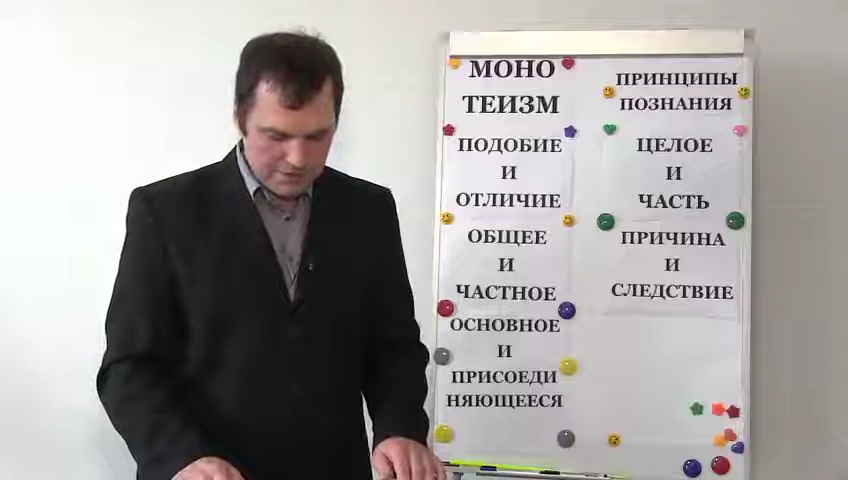 МОНО
ТЕИЗМ
ПОДОБИЕ
И
ОТЛИЧИЕ
ОБЩЕЕ
И
ЧАСТНОЕ
ОСНОВНОЕ
И
ПРИСОЕДИ
НЯЮЩЕЕСЯ
ПРИНЦИПЫ
ПОЗНАНИЯ
ЦЕЛОЕ
И
ЧАСТЬ
ПРИЧИНА
И
СЛЕДСТВИЕ